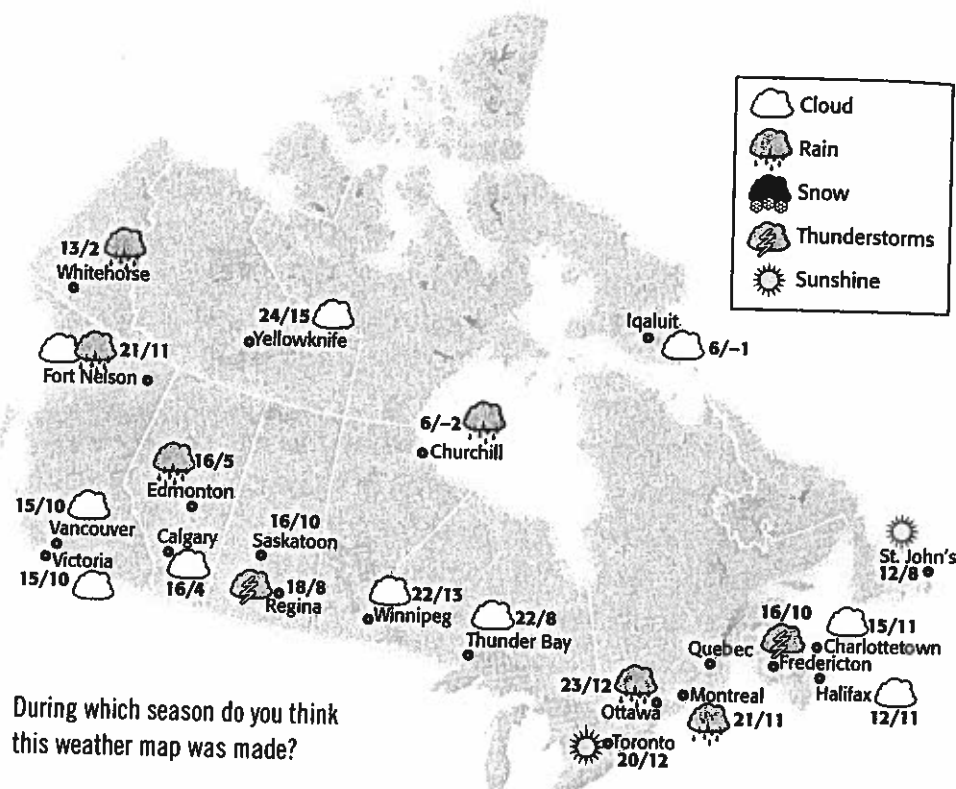 Cloud
Rain
Snow
Thunderstorms
Sunshine
13/2
Whitehorse
24/15
Yellowknife
Iqaluit
6/−1
21/11
Fort Nelson
6/−2
Churchill
16/5
Edmonton
15/10
Vancouver
Victoria
15/10
Calgary
16/4
16/10
Saskatoon
18/8
Regina
22/13
Winnipeg
22/8
Thunder Bay
St. John's
12/8
16/10
Fredericton
15/11
Charlottetown
Quebec
Halifax
12/11
23/12
Ottawa
Montreal
21/11
Toronto
20/12
During which season do you think
this weather map was made?